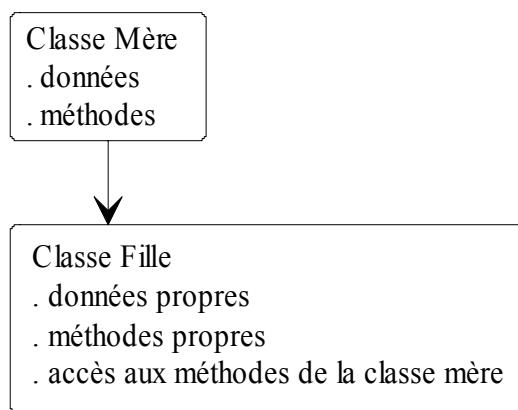 Classe Mère
. données
. méthodes
Classe Fille
. données propres
. méthodes propres
. accès aux méthodes de la classe mère